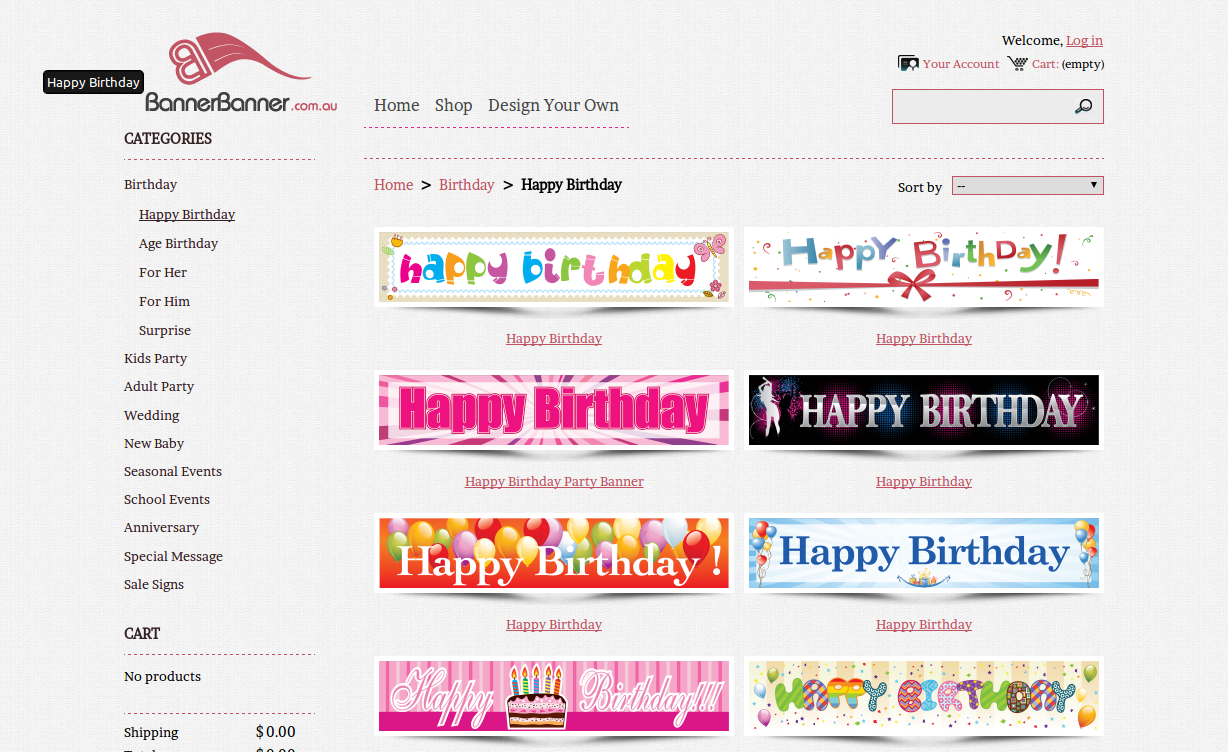 Welcome, Log in
Your Account Cart: (empty)
Happy Birthday
BannerBanner.com.au
Home Shop Design Your Own
CATEGORIES
Birthday
Happy Birthday
Age Birthday
For Her
For Him
Surprise
Kids Party
Adult Party
Wedding
New Baby
Seasonal Events
School Events
Anniversary
Special Message
Sale Signs
CART
No products
Shipping $0.00
Home > Birthday > Happy Birthday
Sort by --
happy birthday
HAPPY BIRTHDAY!
Happy Birthday
Happy Birthday
Happy Birthday
HAPPY BIRTHDAY
Happy Birthday Party Banner
Happy Birthday
Happy Birthday !
Happy Birthday
Happy Birthday
Happy Birthday
Happy Birthday!!!
HAPPY BIRTHDAY